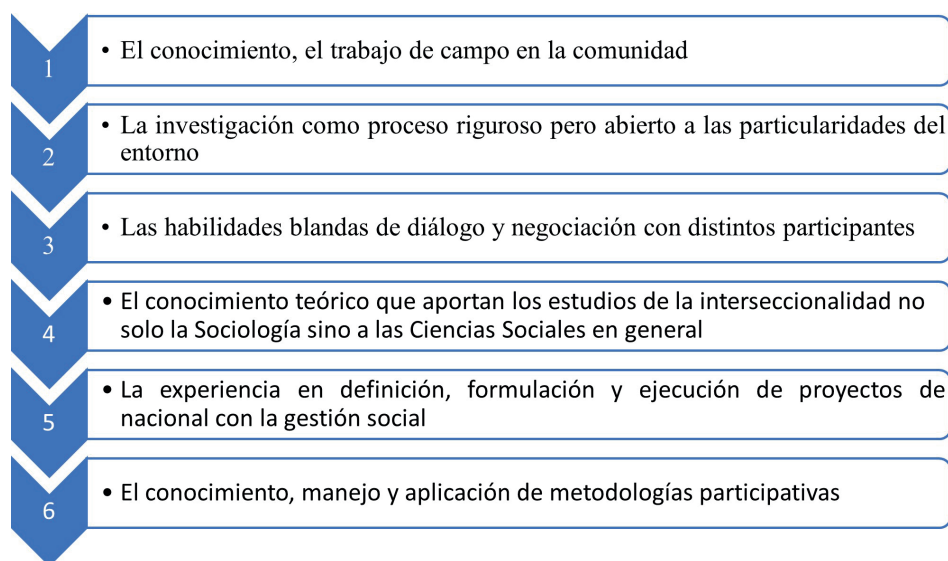 1
• El conocimiento, el trabajo de campo en la comunidad
2
• La investigación como proceso riguroso pero abierto a las particularidades del
entorno
3
• Las habilidades blandas de diálogo y negociación con distintos participantes
4
• El conocimiento teórico que aportan los estudios de la interseccionalidad no
solo la Sociología sino a las Ciencias Sociales en general
5
• La experiencia en definición, formulación y ejecución de proyectos de
nacional con la gestión social
6
• El conocimiento, manejo y aplicación de metodologías participativas